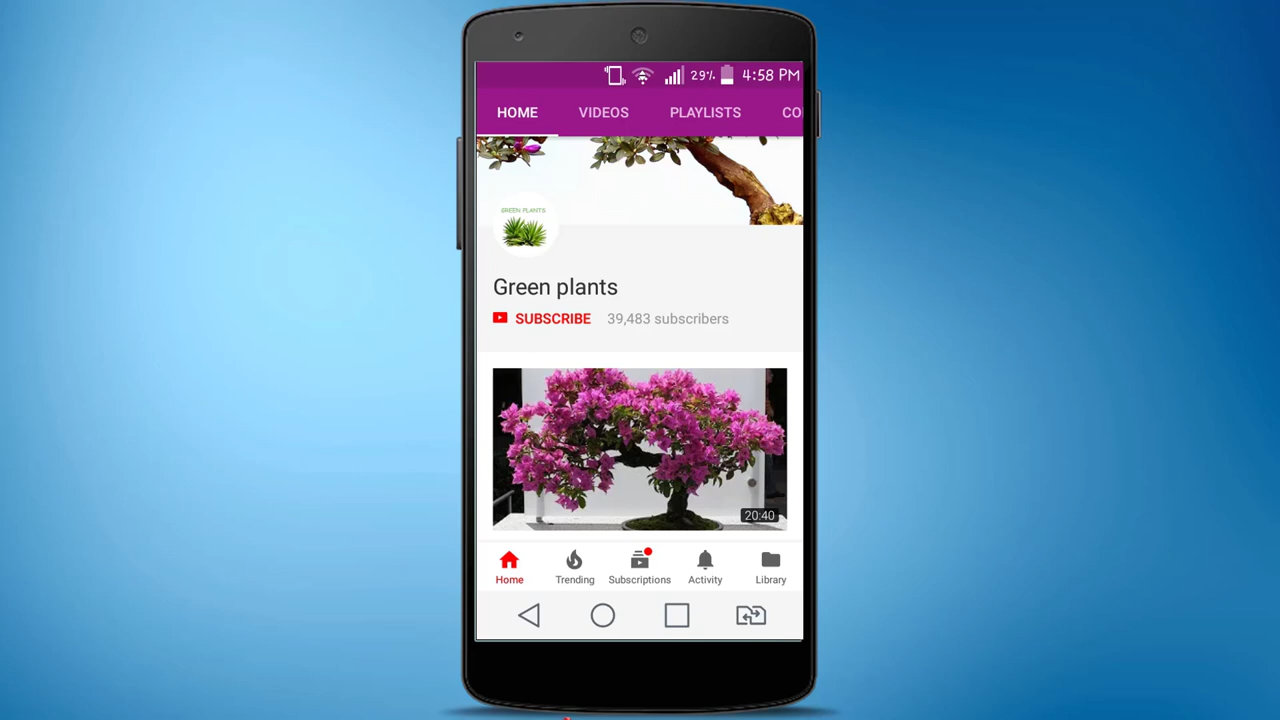 29% 4:58 PM
HOME VIDEOS PLAYLISTS CO
GREEN PLANTS
Green plants
SUBSCRIBE 39,483 subscribers
20:40
Home Trending Subscriptions Activity Library